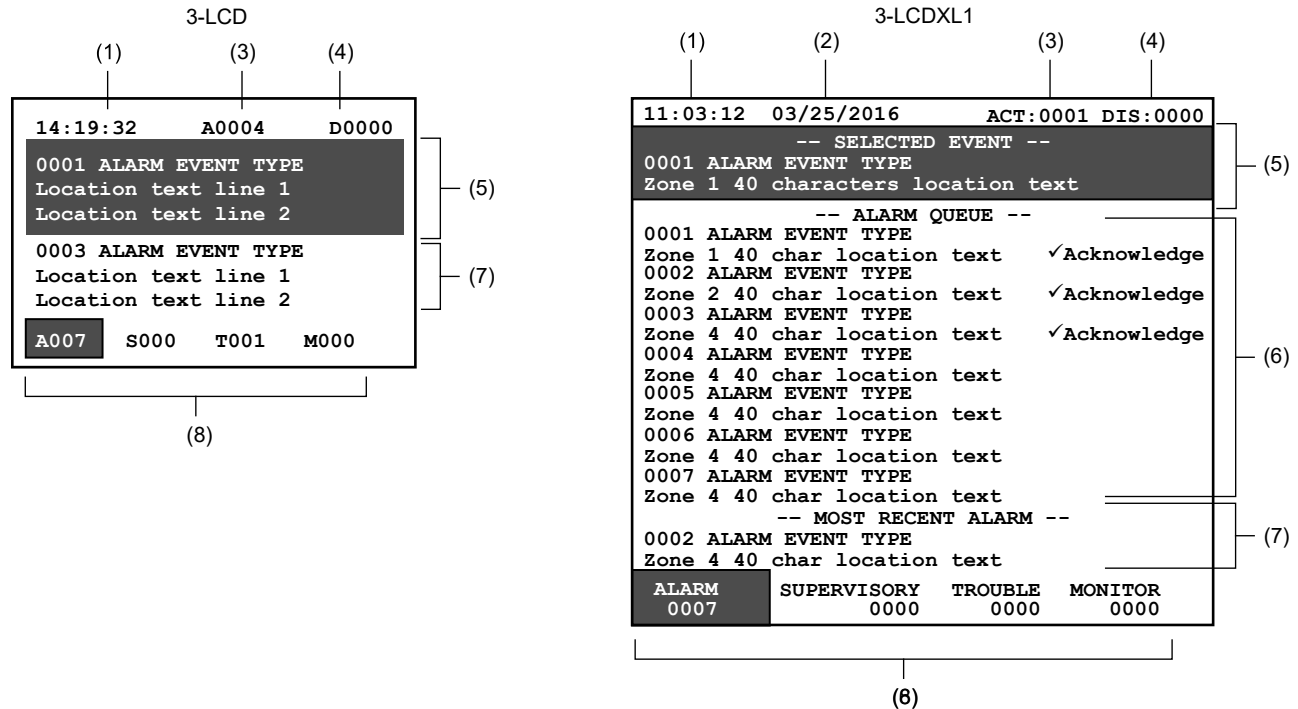 3-LCD
(1) (3) (4)
14:19:32 A0004 D0000
0001 ALARM EVENT TYPE
Location text line 1
Location text line 2
(5)
0003 ALARM EVENT TYPE
Location text line 1
Location text line 2
(7)
A007 S000 T001 M000
(8)
3-LCDXL1
(1) (2) (3) (4)
11:03:12 03/25/2016 ACT:0001 DIS:0000
-- SELECTED EVENT --
0001 ALARM EVENT TYPE
Zone 1 40 characters location text
(5)
-- ALARM QUEUE --
0001 ALARM EVENT TYPE
Zone 1 40 char location text ✓Acknowledge
0002 ALARM EVENT TYPE
Zone 2 40 char location text ✓Acknowledge
0003 ALARM EVENT TYPE
Zone 4 40 char location text ✓Acknowledge
0004 ALARM EVENT TYPE
Zone 4 40 char location text
0005 ALARM EVENT TYPE
Zone 4 40 char location text
0006 ALARM EVENT TYPE
Zone 4 40 char location text
0007 ALARM EVENT TYPE
Zone 4 40 char location text
(6)
-- MOST RECENT ALARM --
0002 ALARM EVENT TYPE
Zone 4 40 char location text
(7)
ALARM SUPERVISORY TROUBLE MONITOR
0007 0000 0000 0000
(8)